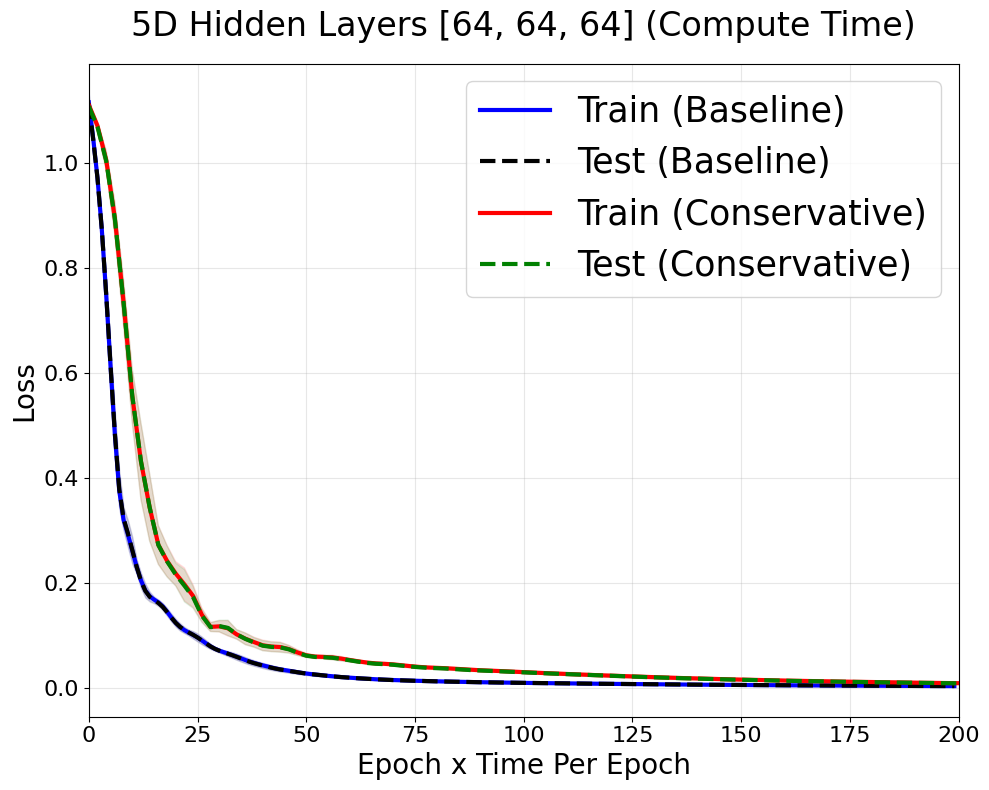 5D Hidden Layers [64, 64, 64] (Compute Time)
Train (Baseline)
Test (Baseline)
Train (Conservative)
Test (Conservative)
Loss
1.0
0.8
0.6
0.4
0.2
0.0
0 25 50 75 100 125 150 175 200
Epoch x Time Per Epoch